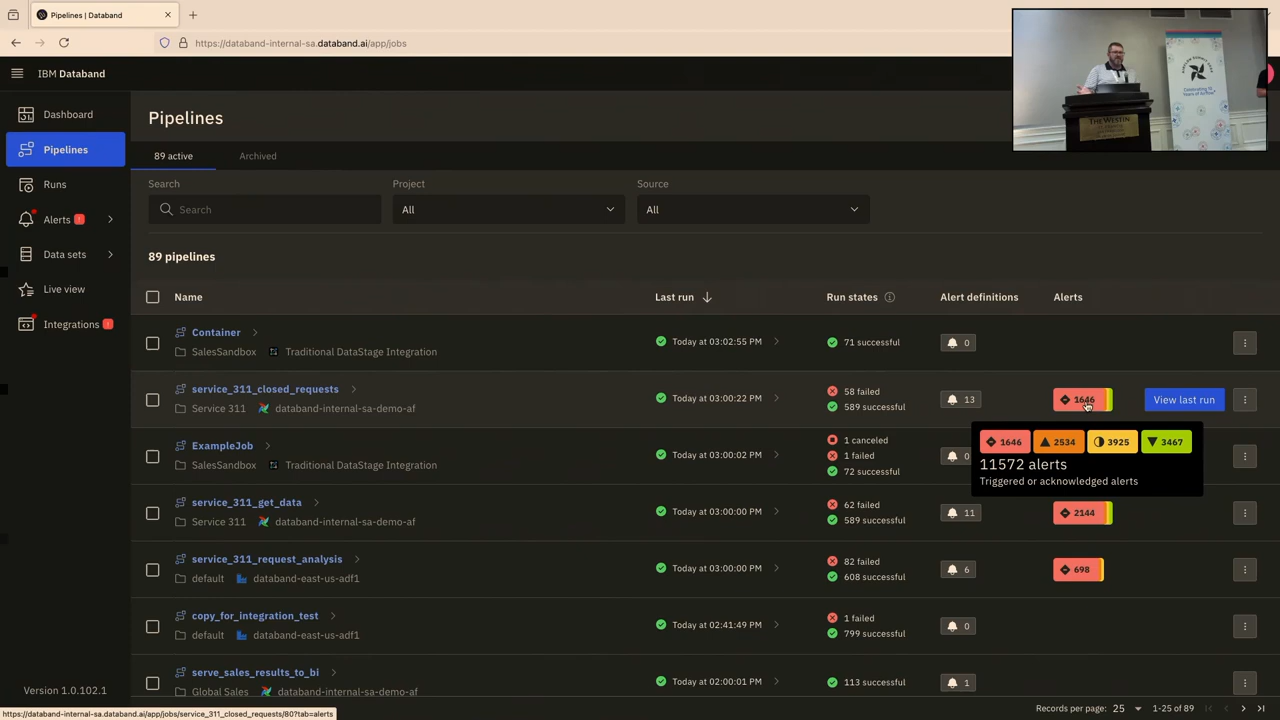 Pipelines | Databand
https://databand-internal-sa.databand.ai/app/jobs
IBM Databand
Dashboard
Pipelines
Runs
Alerts
Data sets
Live view
Integrations
Version 1.0.102.1
Pipelines
89 active
Archived
Search
Project
Source
Search
All
All
89 pipelines
Name
Last run
Run states
Alert definitions
Alerts
Container
SalesSandbox
Traditional DataStage Integration
Today at 03:02:55 PM
71 successful
0
service_311_closed_requests
Service 311
databand-internal-sa-demo-af
Today at 03:00:22 PM
58 failed
589 successful
13
1646
View last run
1646
2534
3925
3467
11572 alerts
Triggered or acknowledged alerts
ExampleJob
SalesSandbox
Traditional DataStage Integration
Today at 03:00:02 PM
1 canceled
1 failed
72 successful
0
service_311_get_data
Service 311
databand-internal-sa-demo-af
Today at 03:00:00 PM
62 failed
589 successful
11
2144
service_311_request_analysis
default
databand-east-us-adf1
Today at 03:00:00 PM
82 failed
608 successful
6
698
copy_for_integration_test
default
databand-east-us-adf1
Today at 02:41:49 PM
1 failed
799 successful
0
serve_sales_results_to_bi
Global Sales
databand-internal-sa-demo-af
Today at 02:00:01 PM
113 successful
1
Records per page: 25
1-25 of 89
https://databand-internal-sa.databand.ai/app/jobs/service_311_closed_requests/80?tab=alerts
THE WESTIN
Celebrating 10
Years of Airflow